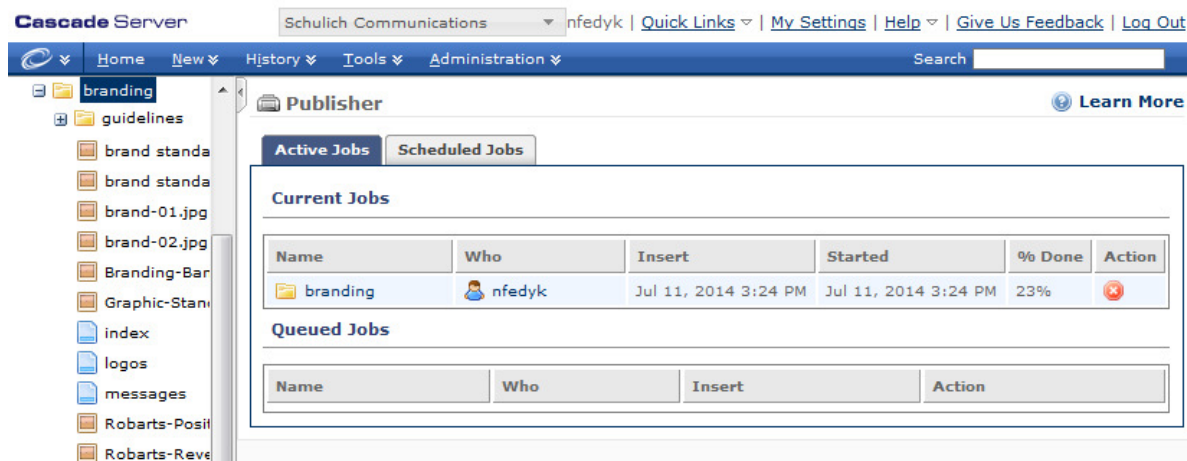 Cascade Server Schulich Communications nfedyk | Quick Links | My Settings | Help | Give Us Feedback | Log Out
Home New History Tools Administration Search
branding
guidelines
brand standa
brand standa
brand-01.jpg
brand-02.jpg
Branding-Bar
Graphic-Stan
index
logos
messages
Robarts-Posit
Robarts-Reve
Publisher Learn More
Active Jobs Scheduled Jobs
Current Jobs
Name Who Insert Started % Done Action
branding nfedyk Jul 11, 2014 3:24 PM Jul 11, 2014 3:24 PM 23%
Queued Jobs
Name Who Insert Action